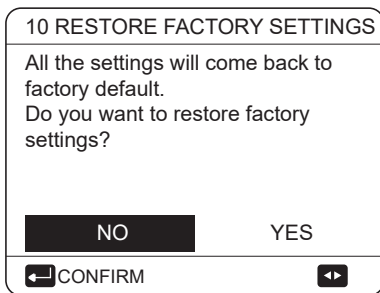 10 RESTORE FACTORY SETTINGS
All the settings will come back to
factory default.
Do you want to restore factory
settings?
NO YES
CONFIRM